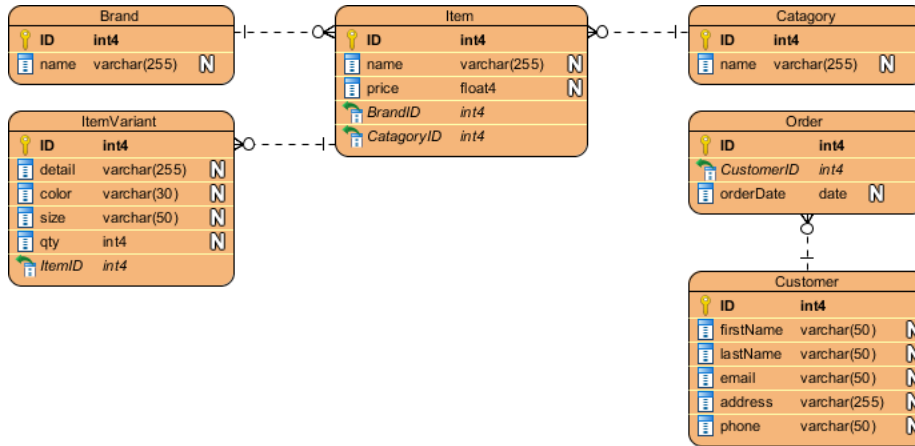 Brand
ID int4
name varchar(255) N
Item
ID int4
name varchar(255) N
price float4 N
BrandID int4
CatagoryID int4
Catagory
ID int4
name varchar(255) N
ItemVariant
ID int4
detail varchar(255) N
color varchar(30) N
size varchar(50) N
qty int4 N
ItemID int4
Order
ID int4
CustomerID int4
orderDate date N
Customer
ID int4
firstName varchar(50) N
lastName varchar(50) N
email varchar(50) N
address varchar(255) N
phone varchar(50) N